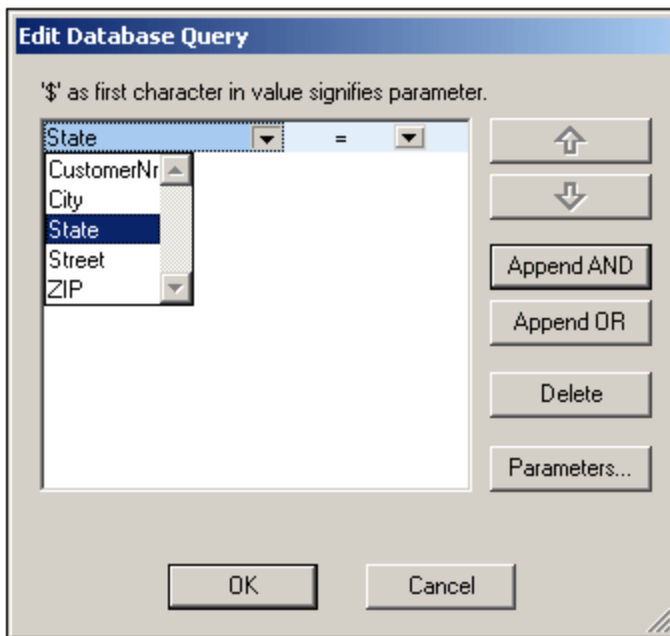 Edit Database Query
'$' as first character in value signifies parameter.
State =
CustomerNr
City
State
Street
ZIP
Append AND
Append OR
Delete
Parameters...
OK Cancel